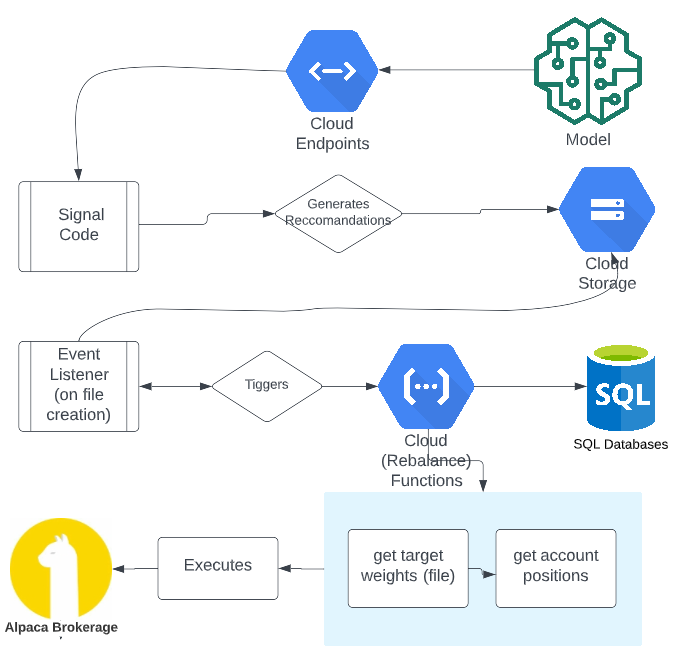 Cloud
Endpoints
Model
Signal
Code
Generates
Reccomandations
Cloud
Storage
Event
Listener
(on file
creation)
Tiggers
SQL
SQL Databases
Cloud
(Rebalance)
Functions
get target
weights (file)
get account
positions
Executes
Alpaca Brokerage